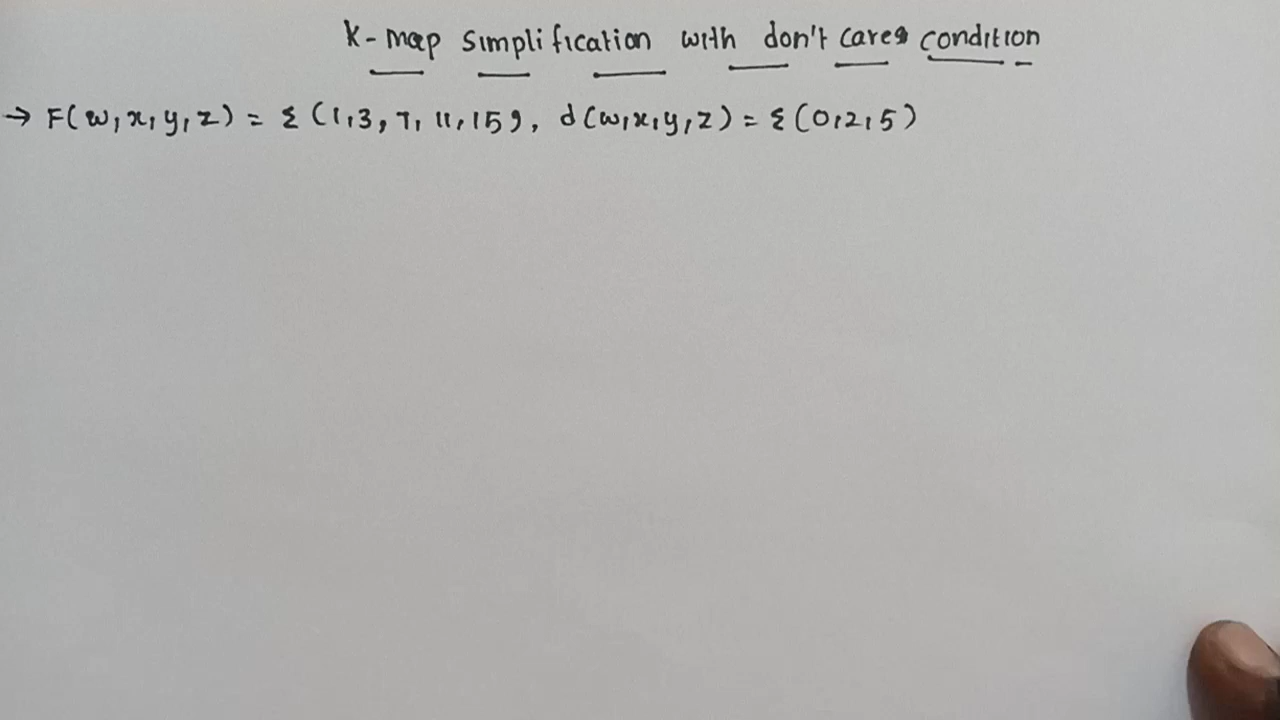 K-map simplification with don't cares condition
→ F(w,x,y,z) = Σ (1,3,7,11,15), d(w,x,y,z) = Σ(0,2,5)